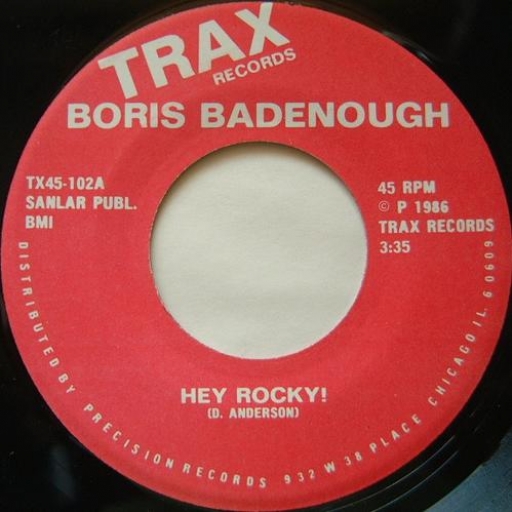 TRAX
RECORDS
BORIS BADENOUGH
TX45-102A
SANLAR PUBL.
BMI
45 RPM
© P 1986
TRAX RECORDS
3:35
HEY ROCKY!
(D. ANDERSON)
DISTRIBUTED BY PRECISION RECORDS 932 W 38 PLACE CHICAGO IL. 60609